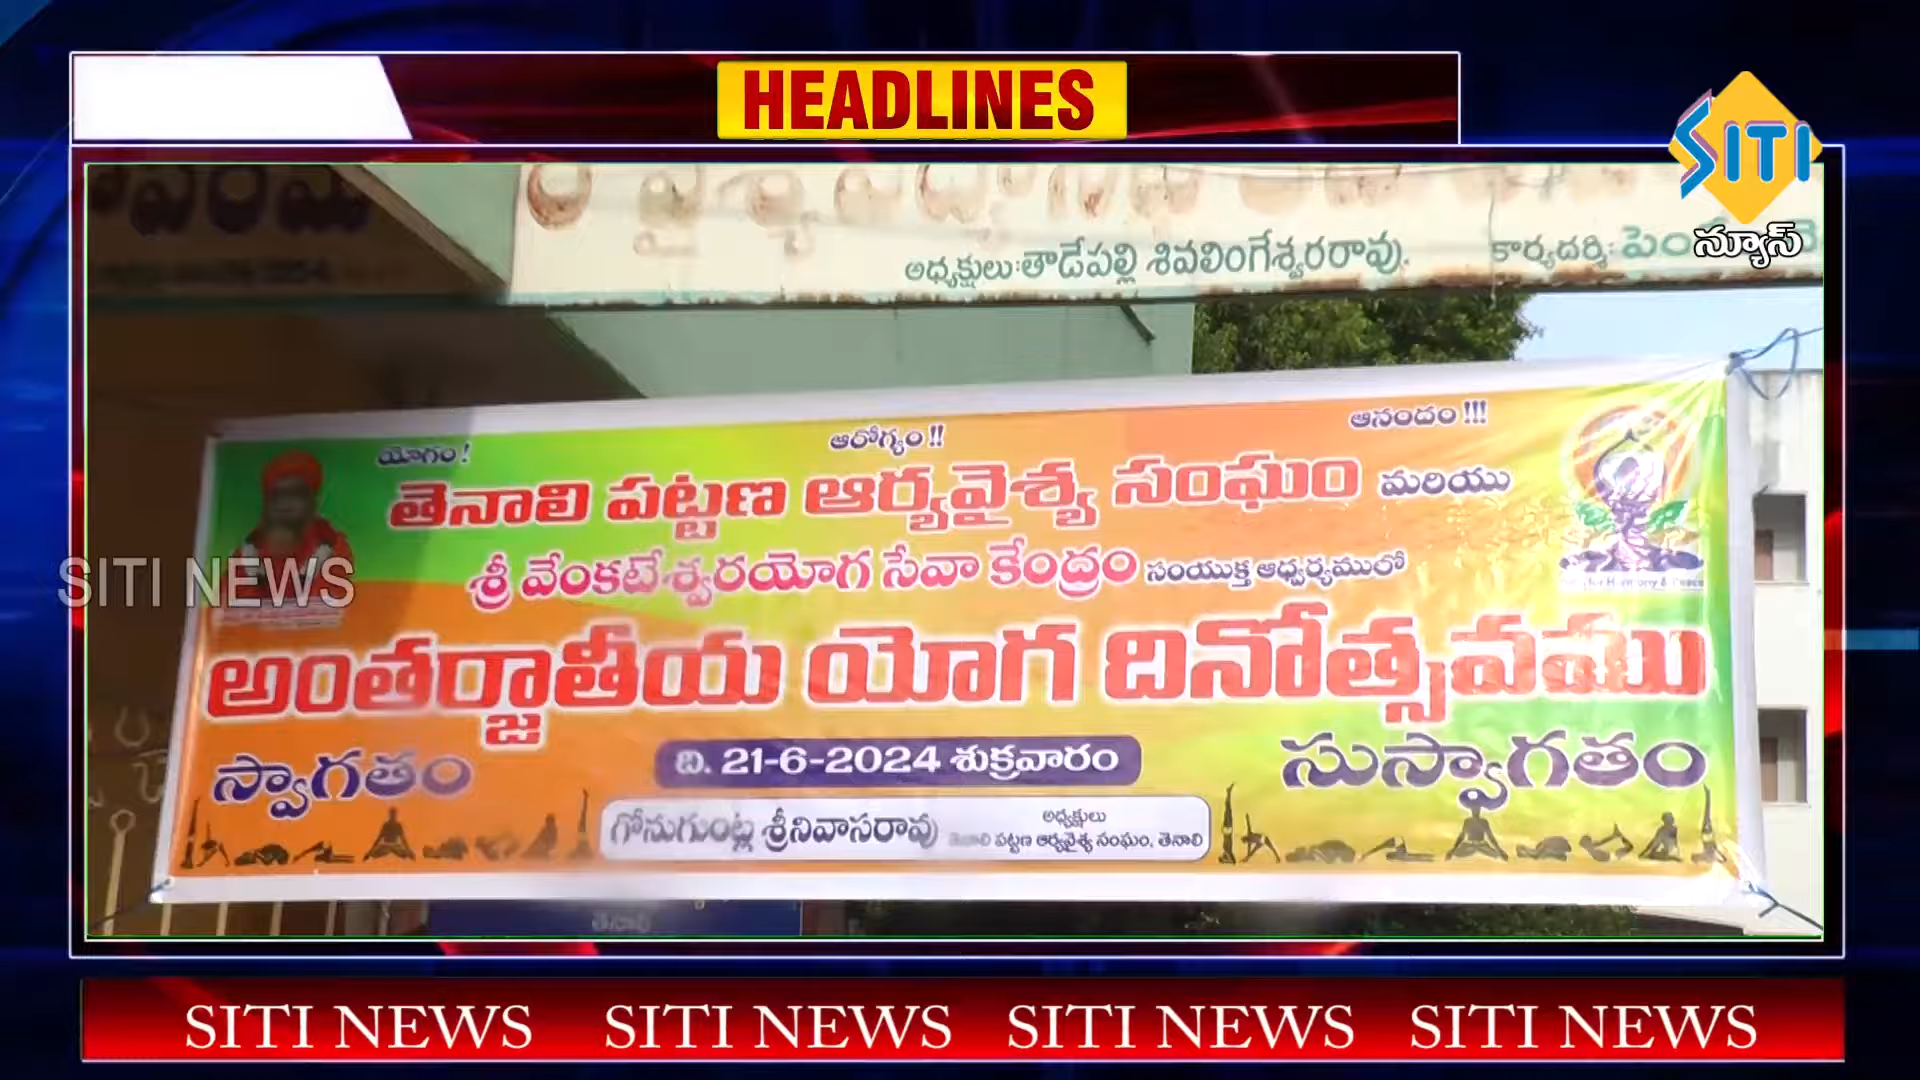 HEADLINES
SITI
న్యూస్
అధ్యక్షులు: తాడేపల్లి శివలింగేశ్వరరావు. కార్యదర్శి:
యోగం! ఆరోగ్యం!! ఆనందం!!!
తెనాలి పట్టణ ఆర్యవైశ్య సంఘం మరియు
శ్రీ వేంకటేశ్వరయోగ సేవా కేంద్రం సంయుక్త ఆధ్వర్యములో
SITI NEWS
అంతర్జాతీయ యోగ దినోత్సవము
స్వాగతం ది. 21-6-2024 శుక్రవారం సుస్వాగతం
అధ్యక్షులు
గోనుగుంట్ల శ్రీనివాసరావు తెనాలి పట్టణ ఆర్యవైశ్య సంఘం, తెనాలి
తెనాలి
SITI NEWS SITI NEWS SITI NEWS SITI NEWS